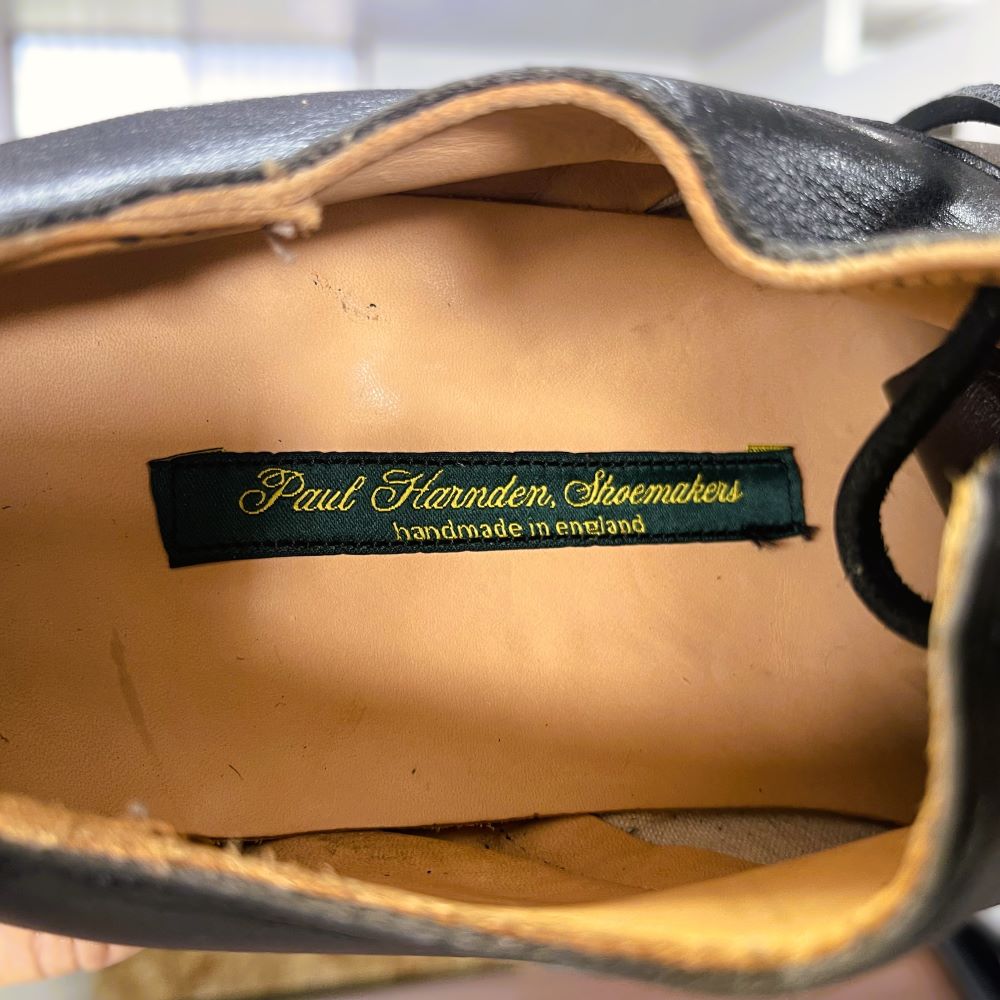 Paul Harnden, Shoemakers
handmade in england